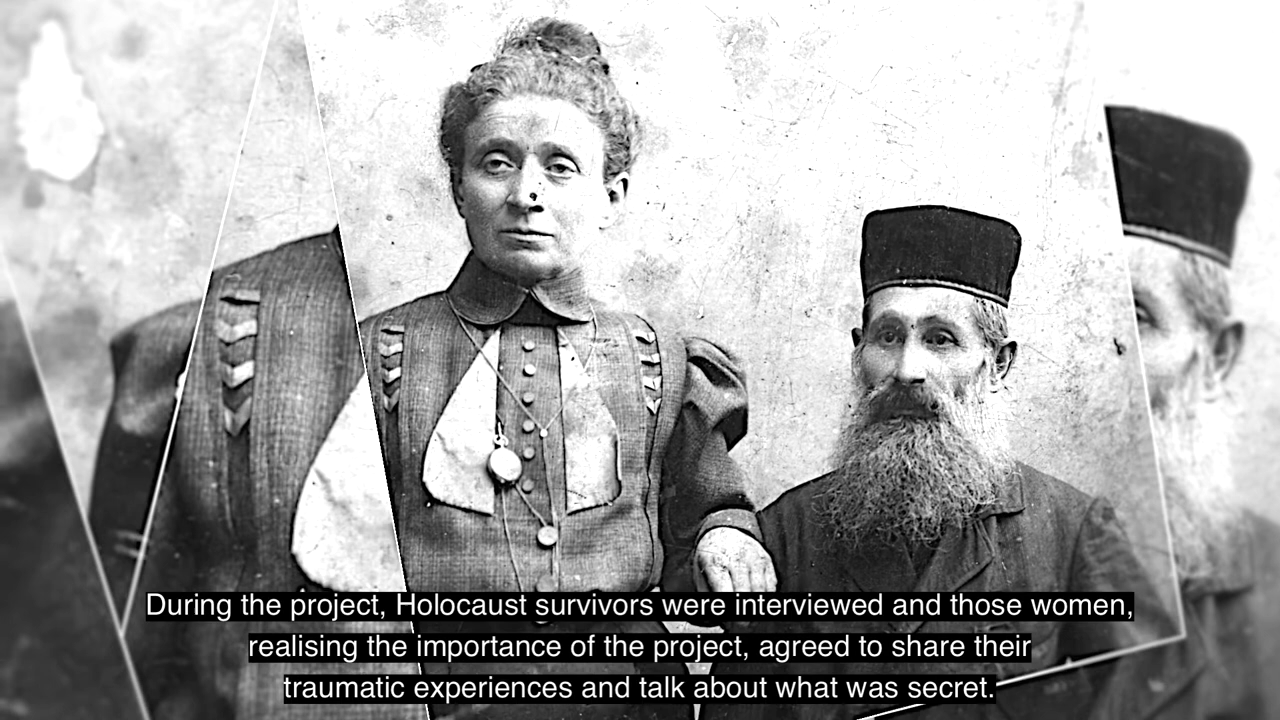 During the project, Holocaust survivors were interviewed and those women,
realising the importance of the project, agreed to share their
traumatic experiences and talk about what was secret.